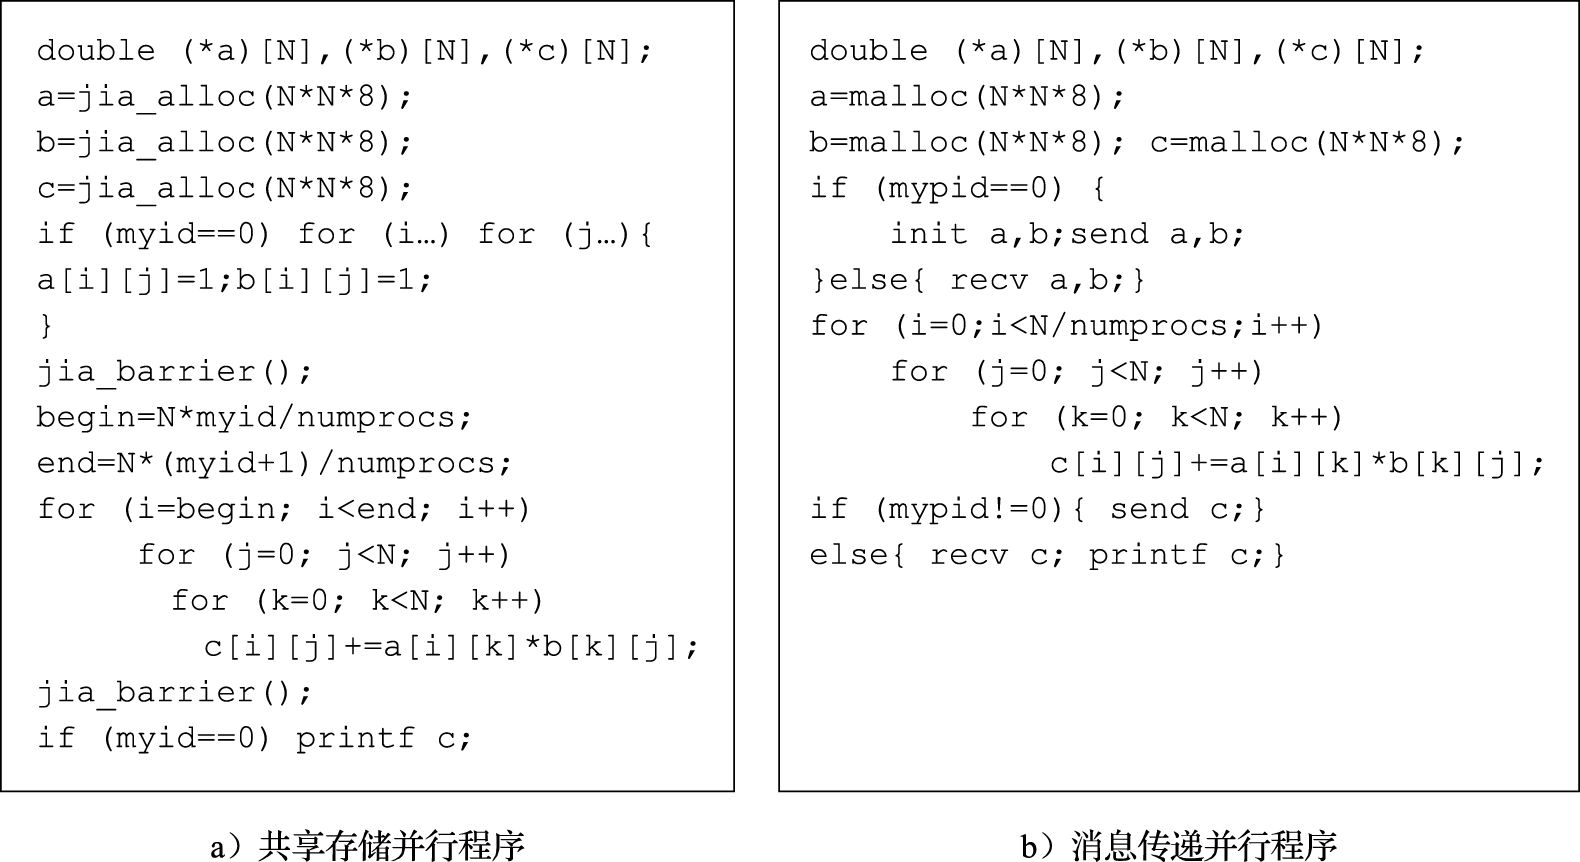 double (*a)[N],(*b)[N],(*c)[N];
a=jia_alloc(N*N*8);
b=jia_alloc(N*N*8);
c=jia_alloc(N*N*8);
if (myid==0) for (i…) for (j…){
a[i][j]=1;b[i][j]=1;
}
jia_barrier();
begin=N*myid/numprocs;
end=N*(myid+1)/numprocs;
for (i=begin; i<end; i++)
for (j=0; j<N; j++)
for (k=0; k<N; k++)
c[i][j]+=a[i][k]*b[k][j];
jia_barrier();
if (myid==0) printf c;
a）共享存储并行程序
double (*a)[N],(*b)[N],(*c)[N];
a=malloc(N*N*8);
b=malloc(N*N*8); c=malloc(N*N*8);
if (mypid==0) {
init a,b;send a,b;
}else{ recv a,b;}
for (i=0;i<N/numprocs;i++)
for (j=0; j<N; j++)
for (k=0; k<N; k++)
c[i][j]+=a[i][k]*b[k][j];
if (mypid!=0){ send c;}
else{ recv c; printf c;}
b）消息传递并行程序